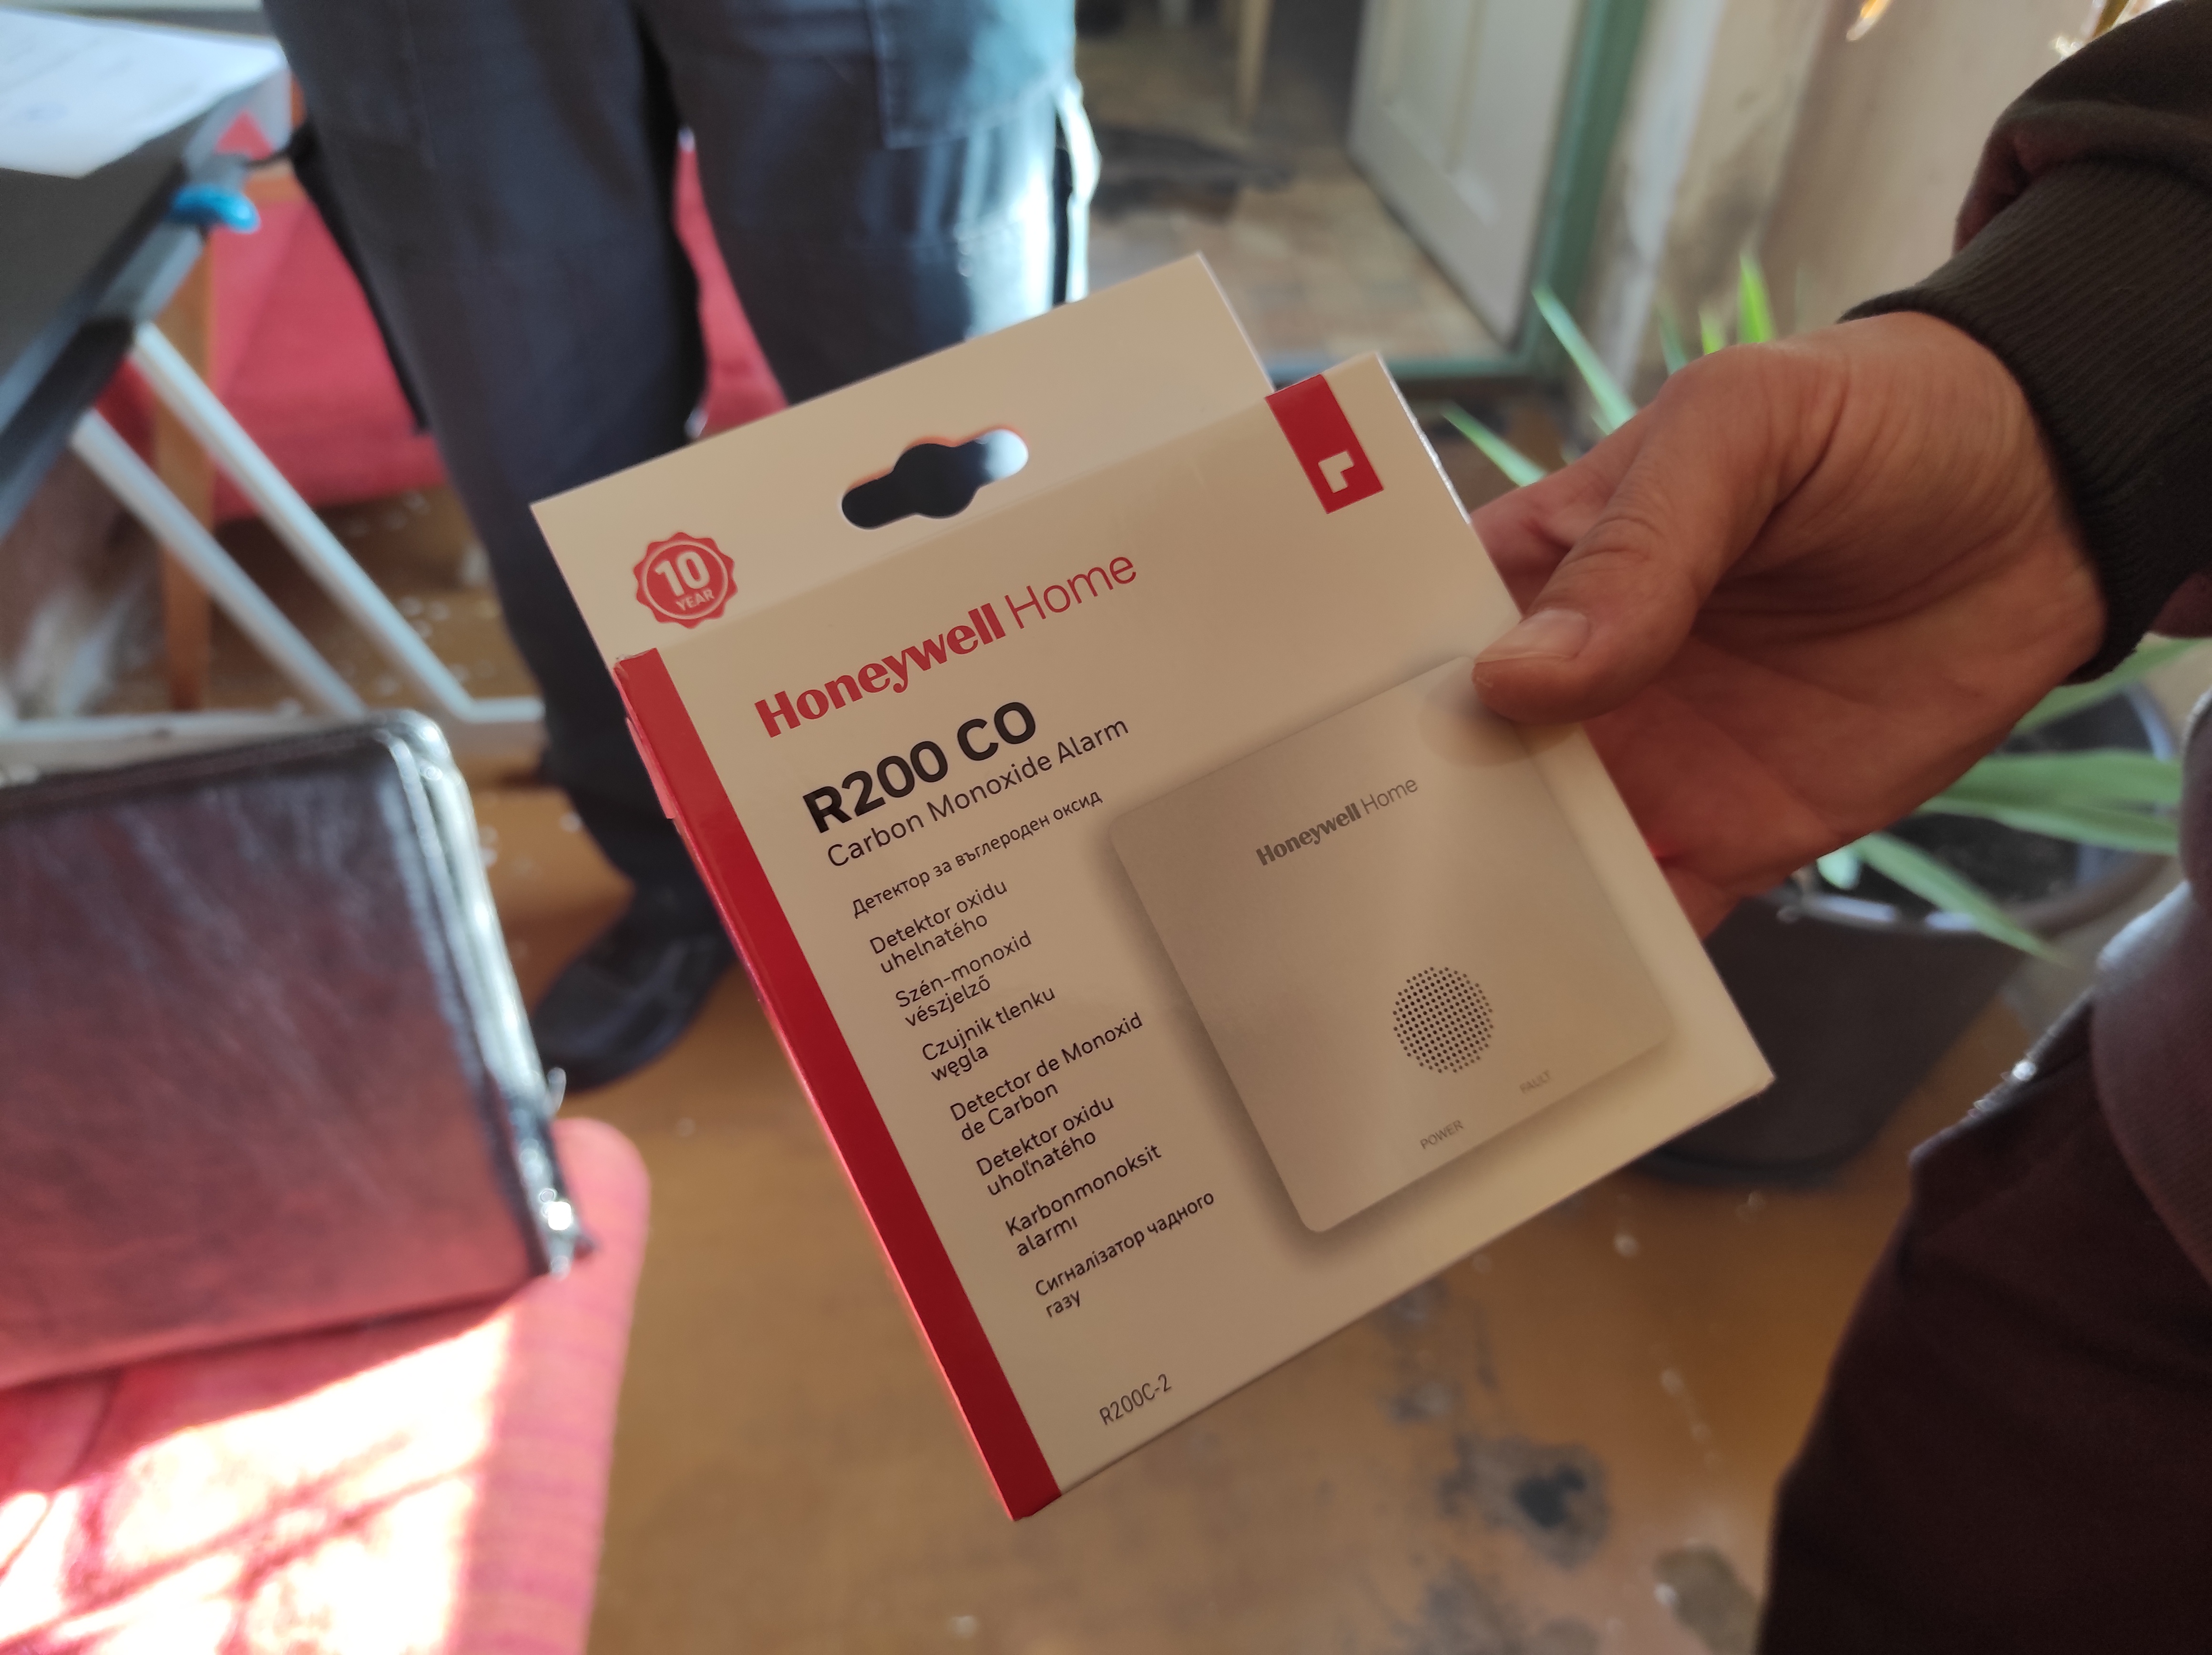 10
YEAR
Honeywell Home
R200 CO
Carbon Monoxide Alarm
Детектор за въглероден оксид
Detektor oxidu
uhelnatého
Szén-monoxid
vészjelző
Czujnik tlenku
węgla
Detector de Monoxid
de Carbon
Detektor oxidu
uhoľnatého
Karbonmonoksit
alarmı
Сигналізатор чадного
газу
R200C-2
Honeywell Home
POWER
FAULT